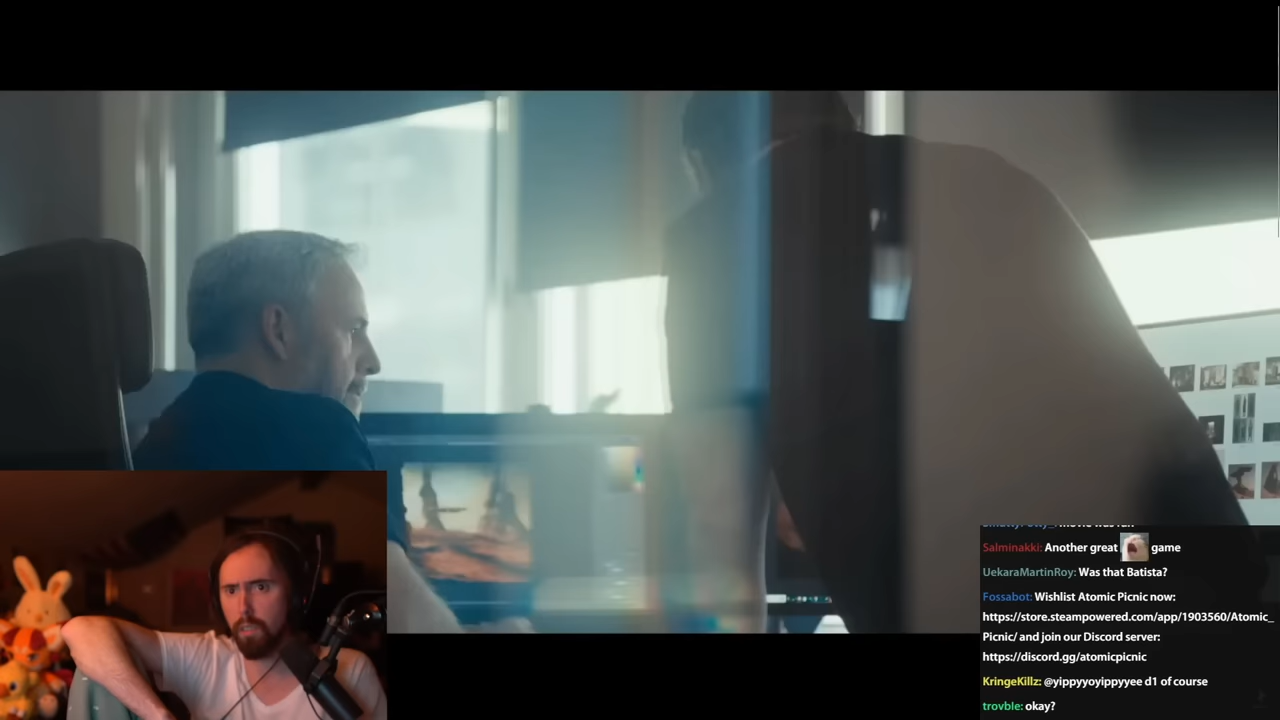 Salminakki: Another great game
UekaraMartinRoy: Was that Batista?
Fossabot: Wishlist Atomic Picnic now:
https://store.steampowered.com/app/1903560/Atomic_
Picnic/ and join our Discord server:
https://discord.gg/atomicpicnic
KringeKillz: @yippyyoyippyyee d1 of course
trovble: okay?